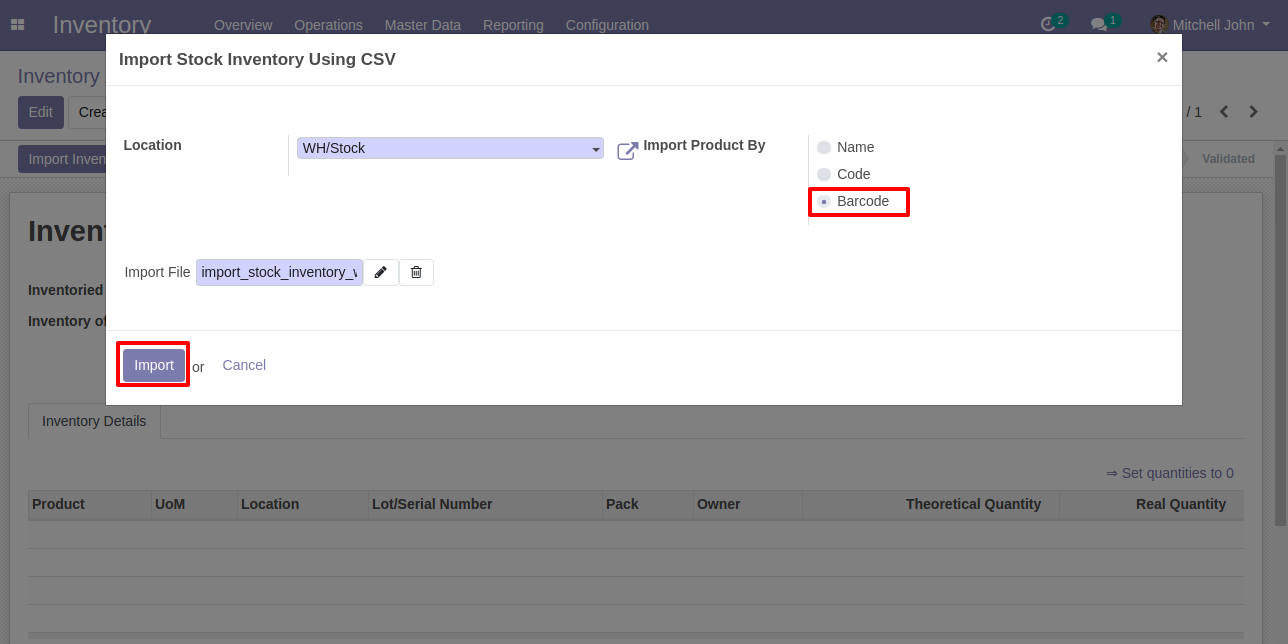 Inventory Overview Operations Master Data Reporting Configuration 2 1 Mitchell John
Import Stock Inventory Using CSV ×
Inventory
Edit Crea / 1
Location WH/Stock Import Product By Name
Code
Barcode
Import Inven Validated
Inven
Import File import_stock_inventory_v
Inventoried
Inventory of
Import or Cancel
Inventory Details
⇒ Set quantities to 0
Product UoM Location Lot/Serial Number Pack Owner Theoretical Quantity Real Quantity